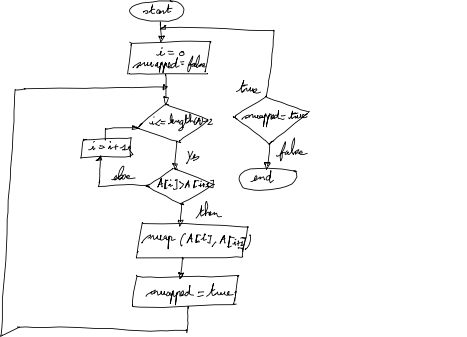 start
i = 0
swapped = false
true
i <= length(A)-2
swapped = true
i = i+1
yes
false
else
A[i] > A[i+1]
end
then
swap (A[i], A[i+1])
swapped = true